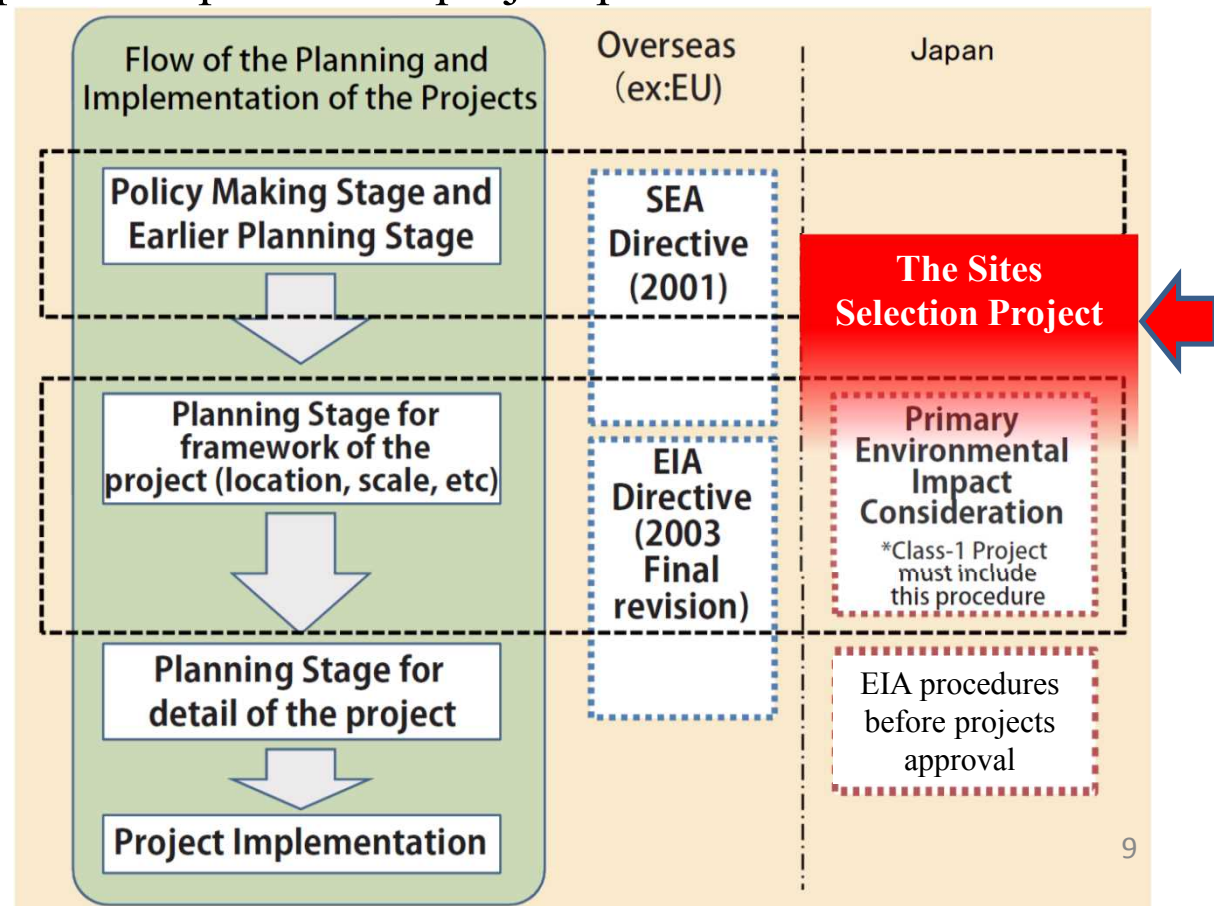 Flow of the Planning and
Implementation of the Projects
Overseas
(ex:EU)
Japan
Policy Making Stage and
Earlier Planning Stage
SEA
Directive
(2001)
The Sites
Selection Project
Planning Stage for
framework of the
project (location, scale, etc)
EIA
Directive
(2003
Final
revision)
Primary
Environmental
Impact
Consideration
*Class-1 Project
must include
this procedure
Planning Stage for
detail of the project
EIA procedures
before projects
approval
Project Implementation
9